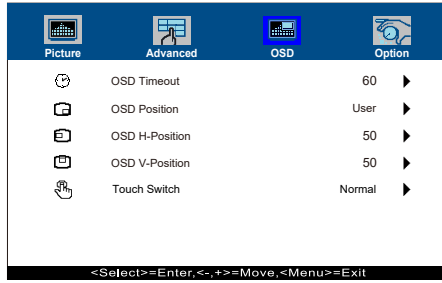 Picture Advanced OSD Option
OSD Timeout 60
OSD Position User
OSD H-Position 50
OSD V-Position 50
Touch Switch Normal
<Select>=Enter,<-,+>=Move,<Menu>=Exit